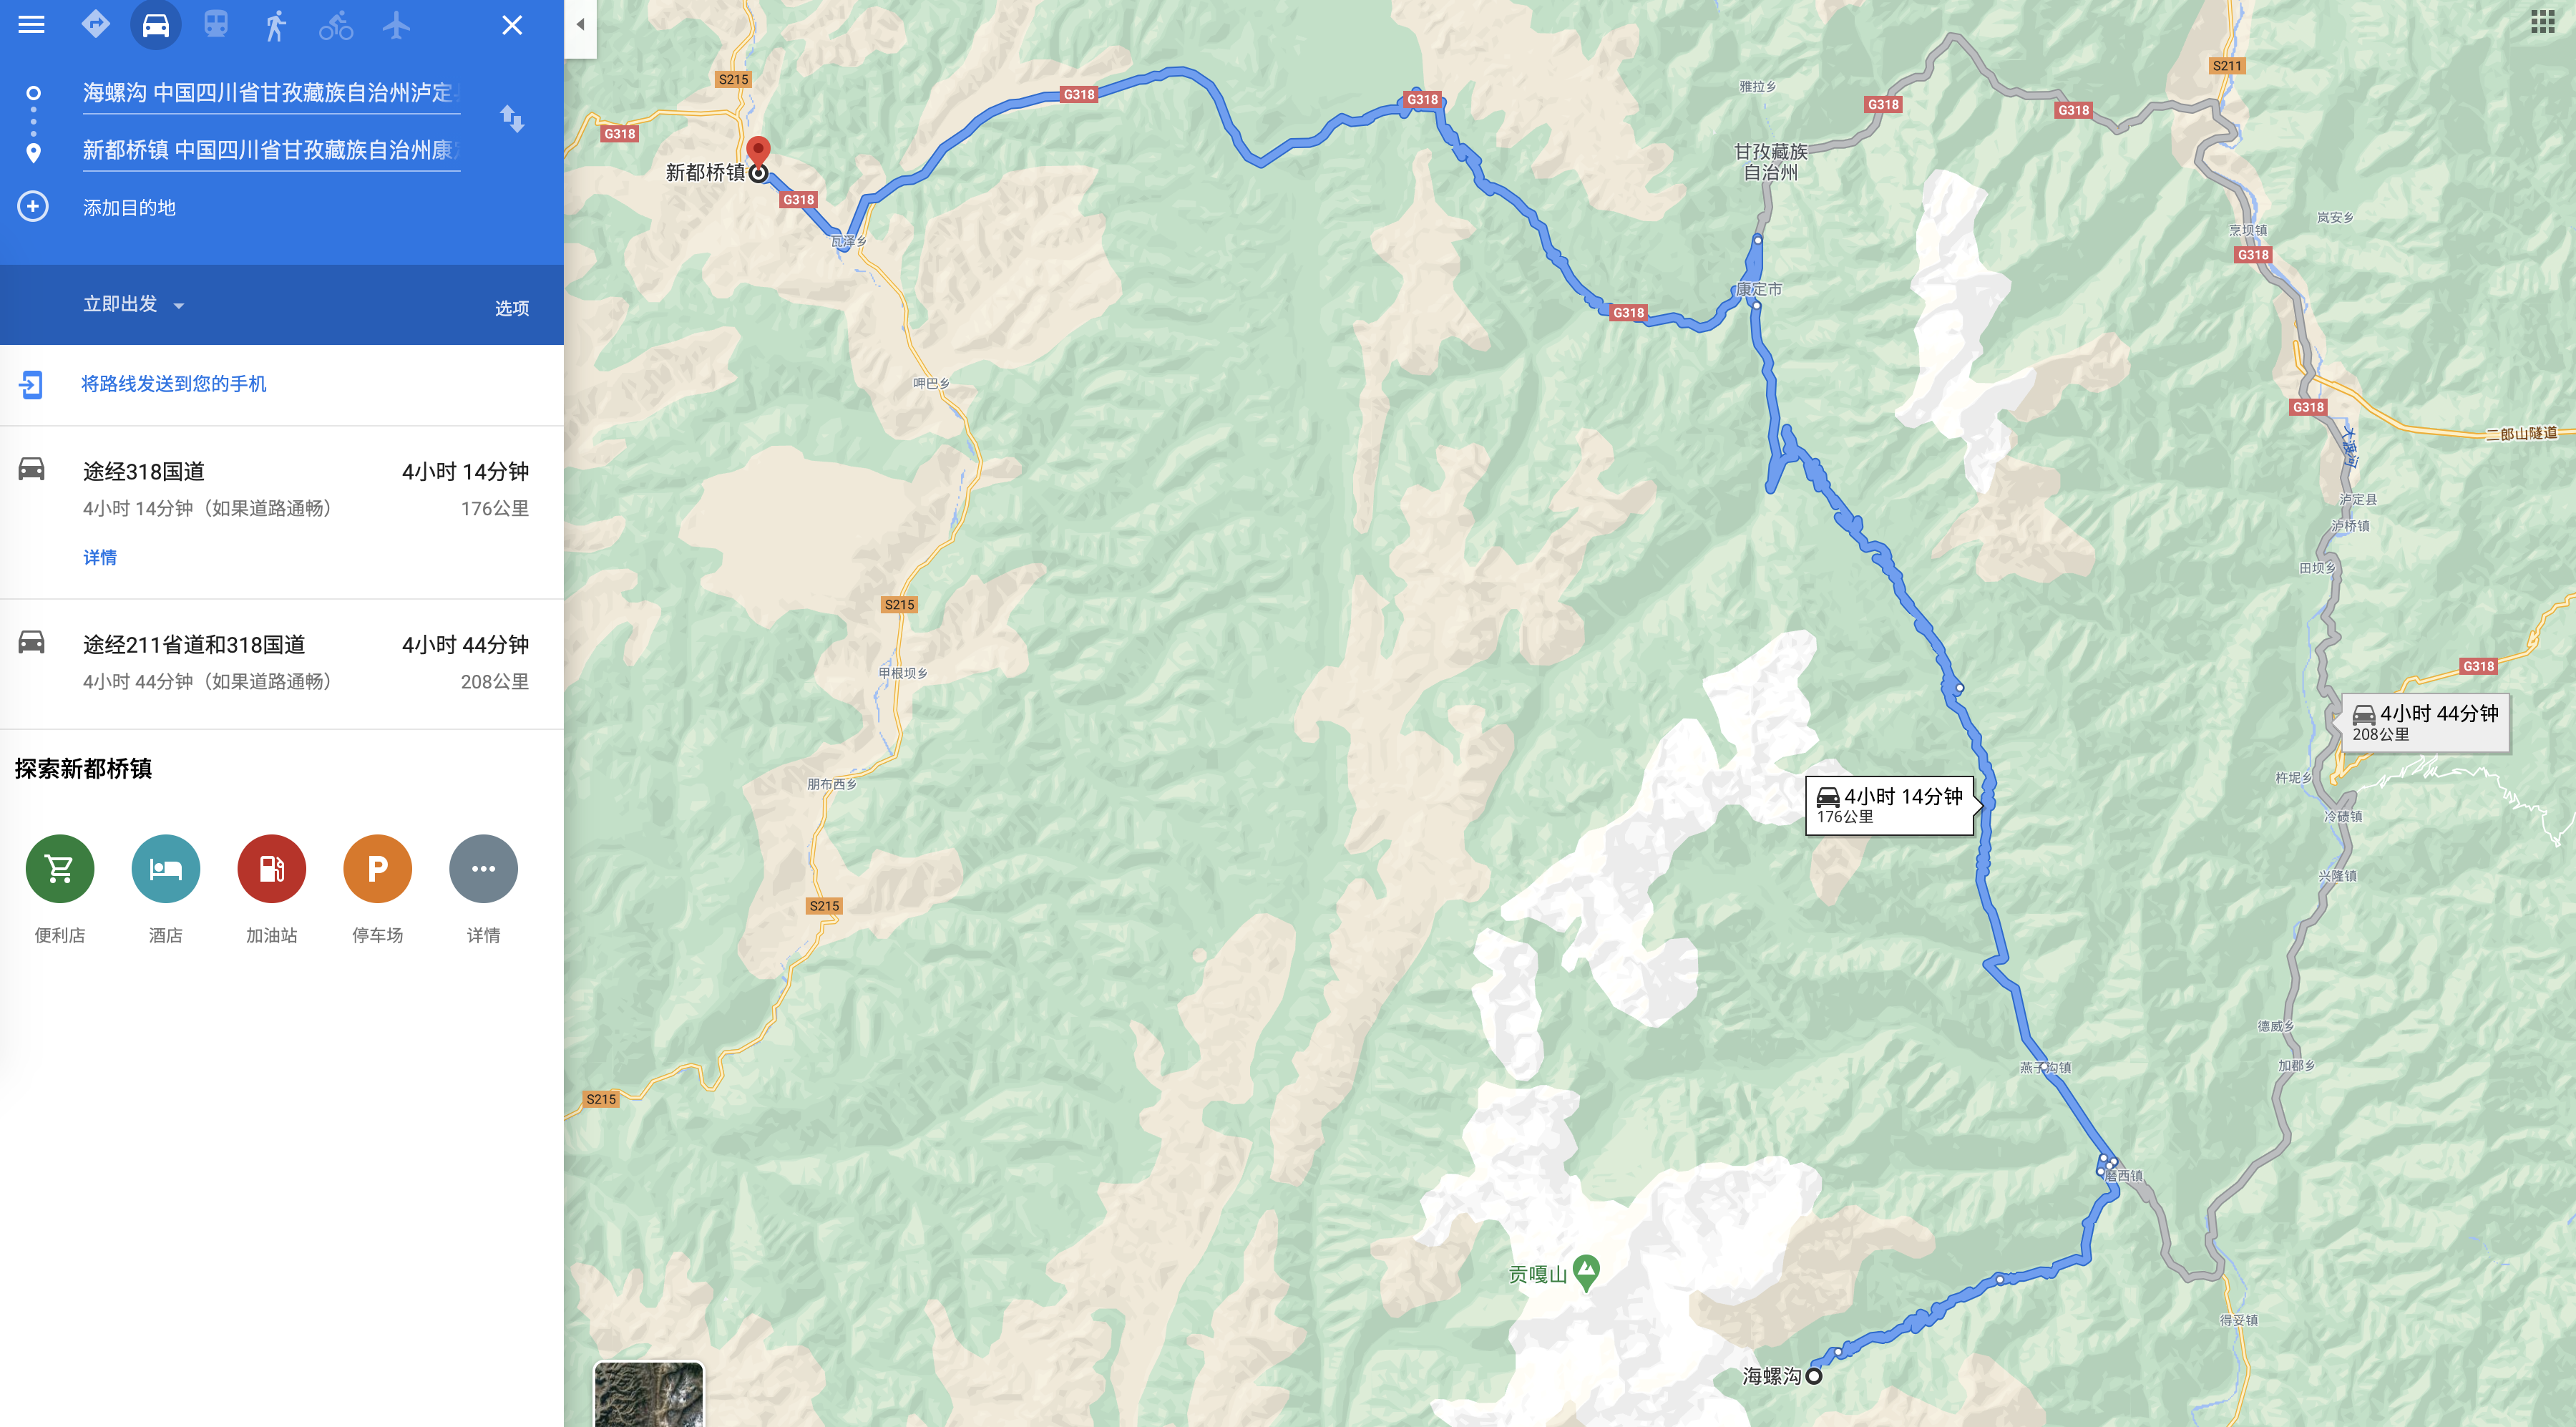 海螺沟 中国四川省甘孜藏族自治州泸定
新都桥镇 中国四川省甘孜藏族自治州康
添加目的地
立即出发
选项
将路线发送到您的手机
途经318国道 4小时 14分钟
4小时 14分钟（如果道路通畅） 176公里
详情
途经211省道和318国道 4小时 44分钟
4小时 44分钟（如果道路通畅） 208公里
探索新都桥镇
P
便利店 酒店 加油站 停车场 详情
S215
G318
新都桥镇
G318
瓦泽乡
G318
G318
雅拉乡
甘孜藏族
自治州
G318
G318
S211
岚安乡
烹坝镇
G318
康定市
G318
呷巴乡
G318
二郎山隧道
大渡河
泸定县
泸桥镇
田坝乡
S215
甲根坝乡
G318
4小时 44分钟
208公里
朋布西乡
杵坭乡
4小时 14分钟
176公里
冷碛镇
兴隆镇
S215
德威乡
加郡乡
燕子沟镇
S215
磨西镇
贡嘎山
得妥镇
海螺沟